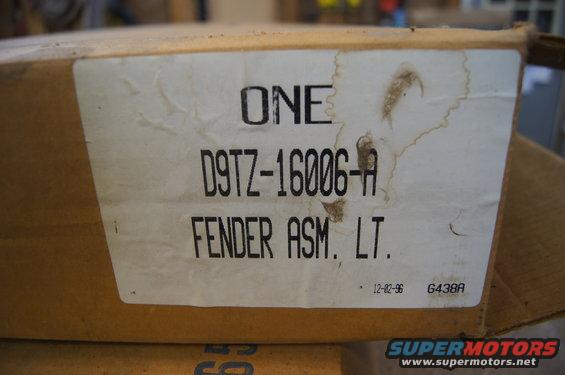 ONE
D9TZ-16006-A
FENDER ASM. LT.
12-02-96 G438A
SUPERMOTORS
www.supermotors.net